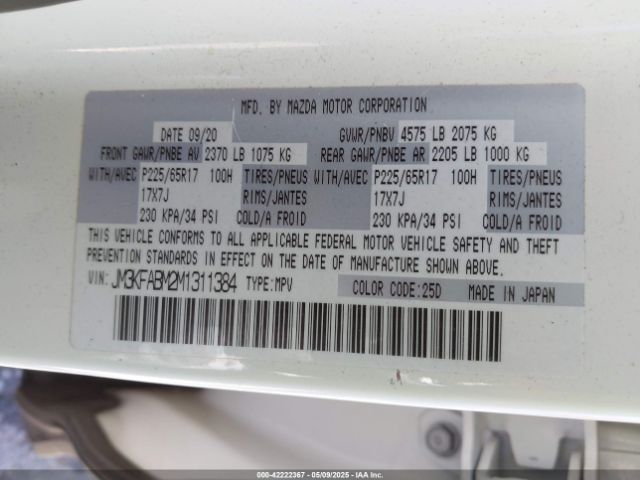 MFD. BY MAZDA MOTOR CORPORATION
DATE 09/20 GVWR/PNBV 4575 LB 2075 KG
FRONT GAWR/PNBE AV 2370 LB 1075 KG REAR GAWR/PNBE AR 2205 LB 1000 KG
WITH/AVEC P225/65R17 100H TIRES/PNEUS WITH/AVEC P225/65R17 100H TIRES/PNEUS
17X7J RIMS/JANTES 17X7J RIMS/JANTES
230 KPA/34 PSI COLD/A FROID 230 KPA/34 PSI COLD/A FROID
THIS VEHICLE CONFORMS TO ALL APPLICABLE FEDERAL MOTOR VEHICLE SAFETY AND THEFT
PREVENTION STANDARDS IN EFFECT ON THE DATE OF MANUFACTURE SHOWN ABOVE.
VIN: JM3KFABM2M1311384 TYPE:MPV COLOR CODE:25D MADE IN JAPAN
000-42222367 - 05/09/2025 - IAAI.COM